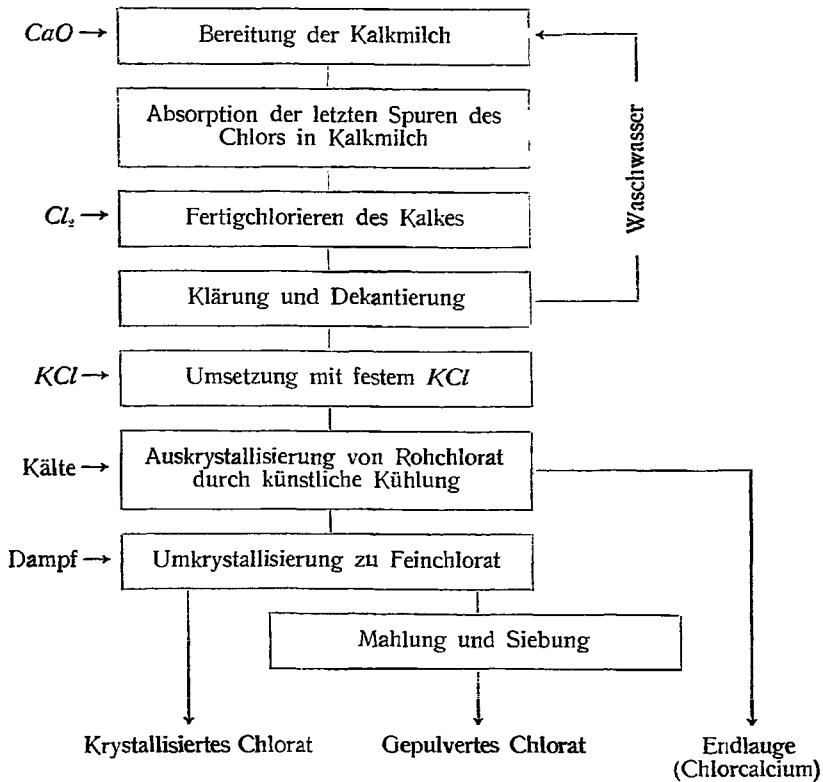 CaO → Bereitung der Kalkmilch
Absorption der letzten Spuren des
Chlors in Kalkmilch
Waschwasser
Cl₂ → Fertigchlorieren des Kalkes
Klärung und Dekantierung
KCl → Umsetzung mit festem KCl
Kälte → Auskrystallisierung von Rohchlorat
durch künstliche Kühlung
Dampf → Umkrystallisierung zu Feinchlorat
Mahlung und Siebung
Krystallisiertes Chlorat
Gepulvertes Chlorat
Endlauge
(Chlorcalcium)